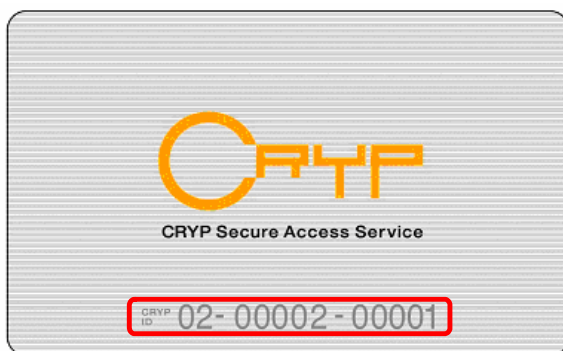 CRYP
CRYP Secure Access Service
CRYP ID 02-00002-00001